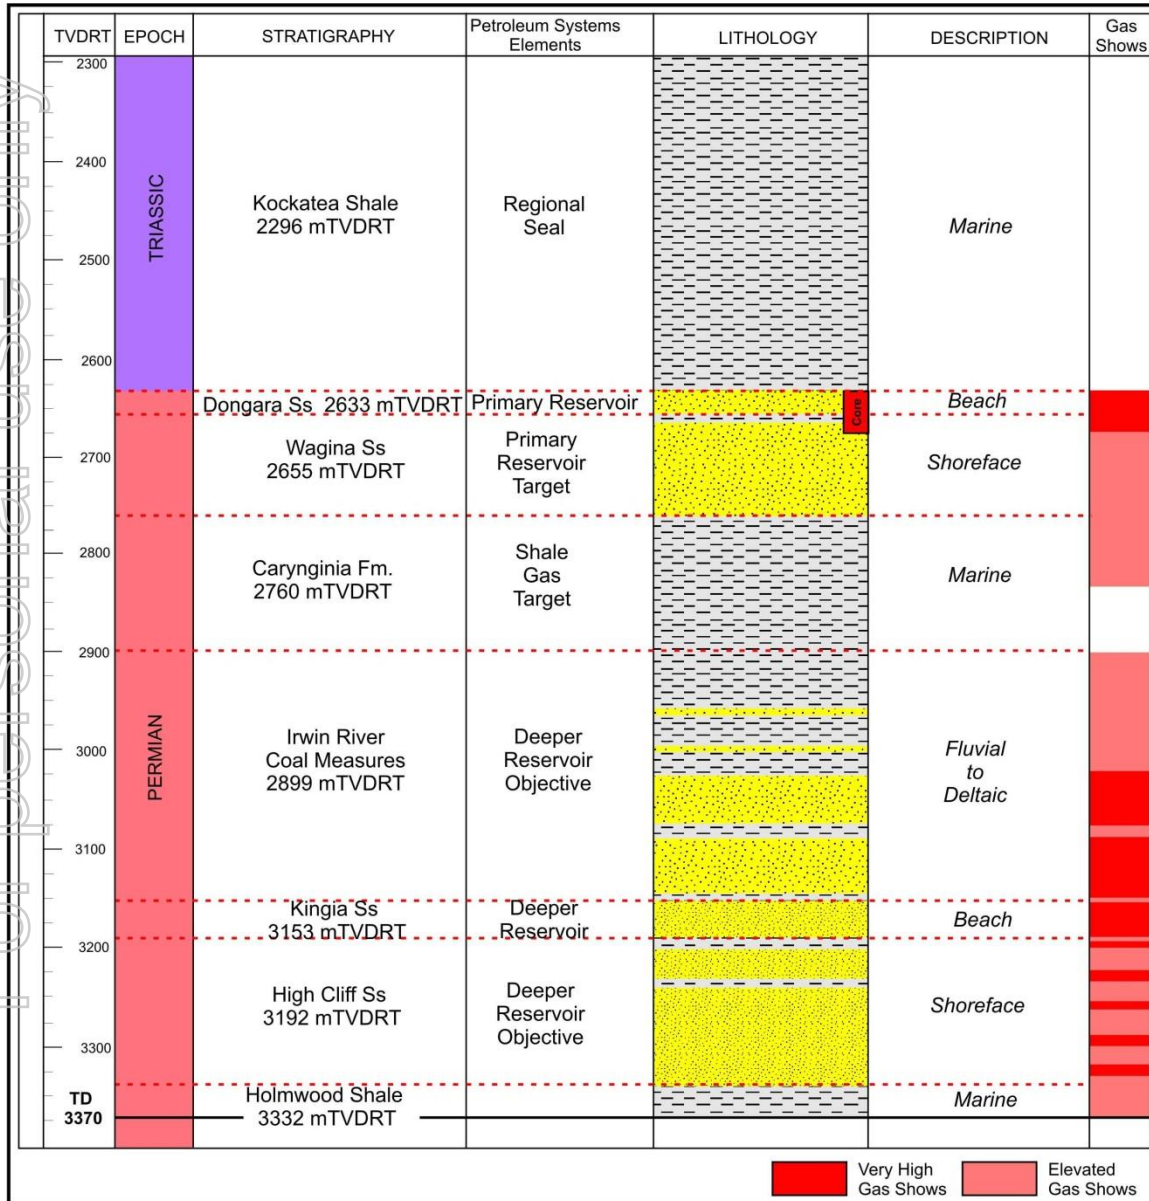 TVDRT EPOCH STRATIGRAPHY Petroleum Systems Elements LITHOLOGY DESCRIPTION Gas Shows
2300
2400
2500
2600
2700
2800
2900
3000
3100
3200
3300
TD
3370
TRIASSIC
PERMIAN
Kockatea Shale
2296 mTVDRT
Regional
Seal
Marine
Dongara Ss 2633 mTVDRT
Primary Reservoir
Core
Beach
Wagina Ss
2655 mTVDRT
Primary
Reservoir
Target
Shoreface
Carynginia Fm.
2760 mTVDRT
Shale
Gas
Target
Marine
Irwin River
Coal Measures
2899 mTVDRT
Deeper
Reservoir
Objective
Fluvial
to
Deltaic
Kingia Ss
3153 mTVDRT
Deeper
Reservoir
Beach
High Cliff Ss
3192 mTVDRT
Deeper
Reservoir
Objective
Shoreface
Holmwood Shale
3332 mTVDRT
Marine
Very High
Gas Shows
Elevated
Gas Shows
personal use only